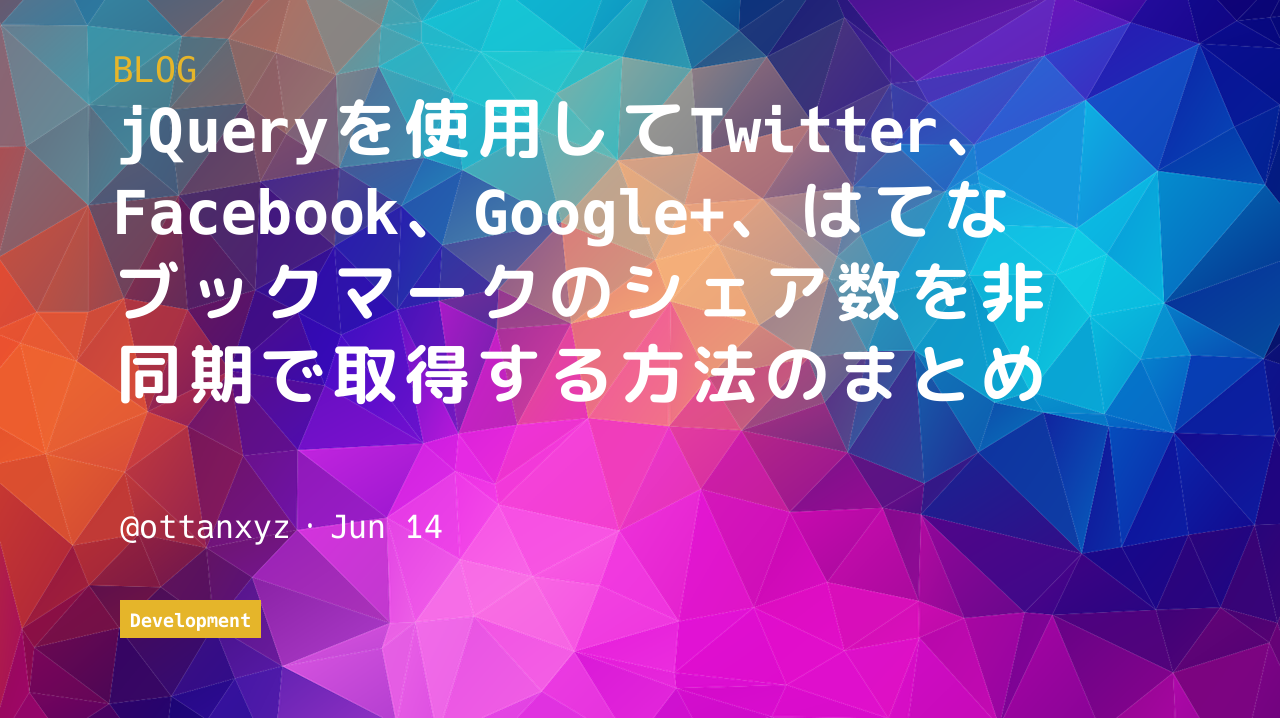 BLOG
jQueryを使用してTwitter、
Facebook、Google+、はてな
ブックマークのシェア数を非
同期で取得する方法のまとめ
@ottanxyz · Jun 14
Development